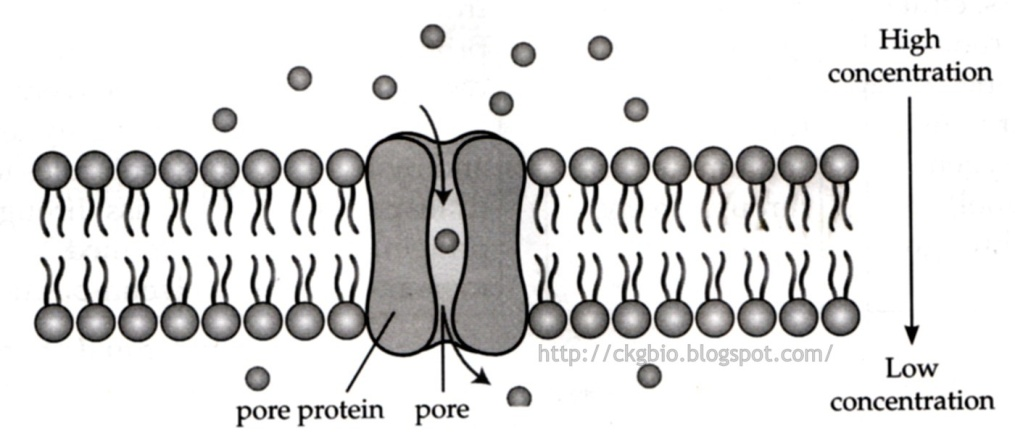 High
concentration
http://ckgbio.blogspot.com/
Low
concentration
pore protein
pore